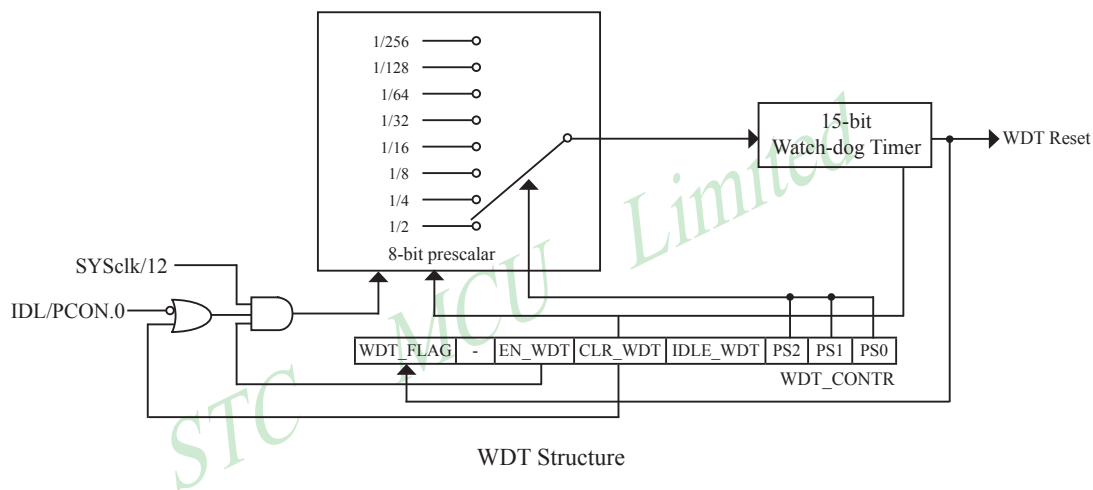 1/256
1/128
1/64
1/32
1/16
1/8
1/4
1/2
8-bit prescalar
15-bit
Watch-dog Timer
WDT Reset
SYSclk/12
IDL/PCON.0
WDT_FLAG - EN_WDT CLR_WDT IDLE_WDT PS2 PS1 PS0
WDT_CONTR
STC MCU Limited
WDT Structure